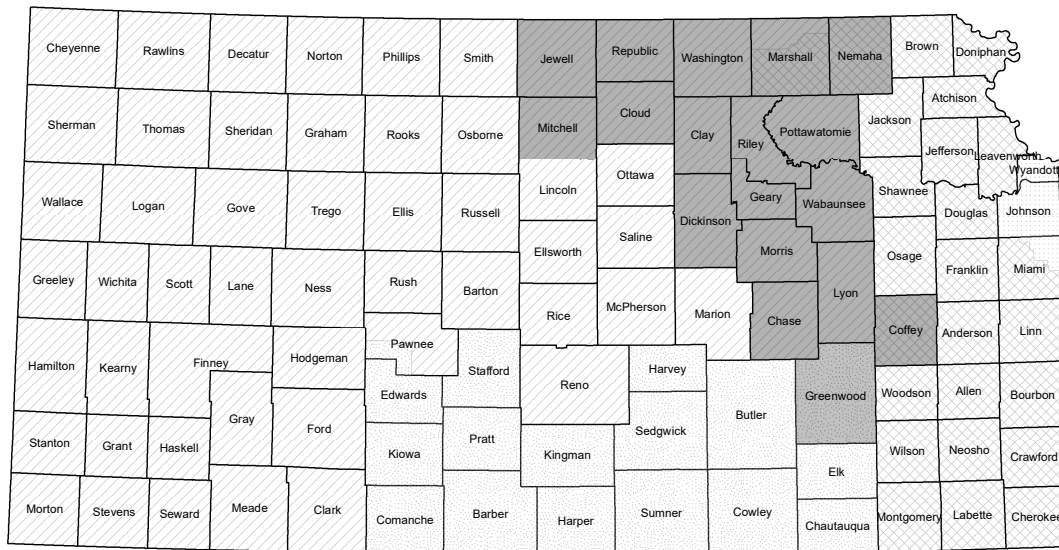 Cheyenne
Rawlins
Decatur
Norton
Phillips
Smith
Jewell
Republic
Washington
Marshall
Nemaha
Brown
Doniphan
Sherman
Thomas
Sheridan
Graham
Rooks
Osborne
Mitchell
Cloud
Clay
Riley
Pottawatomie
Jackson
Atchison
Jefferson
Leavenworth
Wyandott
Wallace
Logan
Gove
Trego
Ellis
Russell
Lincoln
Ottawa
Dickinson
Geary
Wabaunsee
Shawnee
Douglas
Johnson
Ellsworth
Saline
Morris
Osage
Franklin
Miami
Greeley
Wichita
Scott
Lane
Ness
Rush
Barton
Rice
McPherson
Marion
Chase
Lyon
Coffey
Anderson
Linn
Hamilton
Kearny
Finney
Hodgeman
Pawnee
Stafford
Edwards
Reno
Harvey
Butler
Greenwood
Woodson
Allen
Bourbon
Stanton
Grant
Haskell
Gray
Ford
Kiowa
Pratt
Kingman
Sedgwick
Elk
Wilson
Neosho
Crawford
Morton
Stevens
Seward
Meade
Clark
Comanche
Barber
Harper
Sumner
Cowley
Chautauqua
Montgomery
Labette
Cherokee